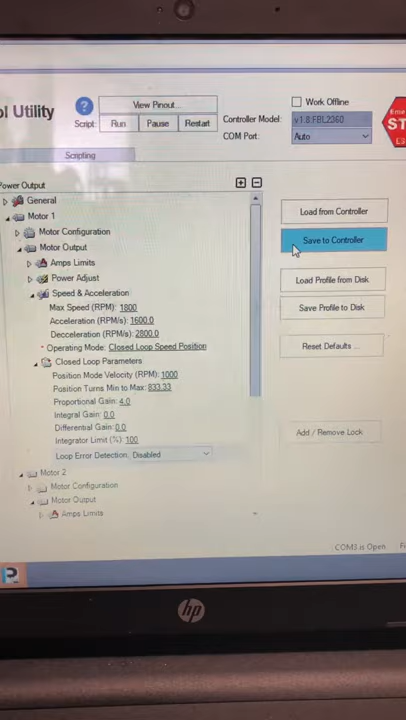 ol Utility
?
Script:
View Pinout...
Run
Pause
Restart
Work Offline
Controller Model:
v1.8 FBL2360
COM Port:
Auto
ST
Scripting
Power Output
General
Motor 1
Motor Configuration
Motor Output
Amps Limits
Power Adjust
Speed & Acceleration
Max Speed (RPM): 1800
Acceleration (RPM/s): 1600.0
Decceleration (RPM/s): 2800.0
* Operating Mode: Closed Loop Speed Position
Closed Loop Parameters
Position Mode Velocity (RPM): 1000
Position Turns Min to Max: 833.33
Proportional Gain: 4.0
Integral Gain: 0.0
Differential Gain: 0.0
Integrator Limit (%) 100
Loop Error Detection: Disabled
Motor 2
Motor Configuration
Motor Output
Amps Limits
Load from Controller
Save to Controller
Load Profile from Disk
Save Profile to Disk
Reset Defaults ...
Add / Remove Lock
COM3 is Open
hp